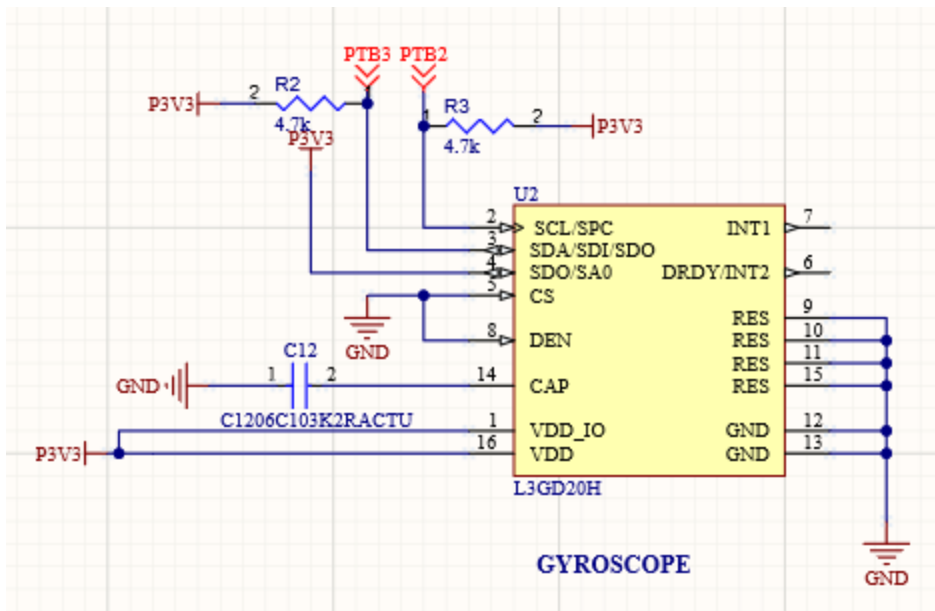 PTB3 PTB2
R2
P3V3 2
4.7k
P3V3
R3
1 2 P3V3
4.7k
U2
2 SCL/SPC INT1 7
3 SDA/SDI/SDO
4 SDO/SA0 DRDY/INT2 6
5 CS
RES 9
GND
8 DEN RES 10
C12
RES 11
GND 1 2 14 CAP RES 15
C1206C103K2RACTU
1 VDD_IO GND 12
P3V3 16 VDD GND 13
L3GD20H
GYROSCOPE
GND